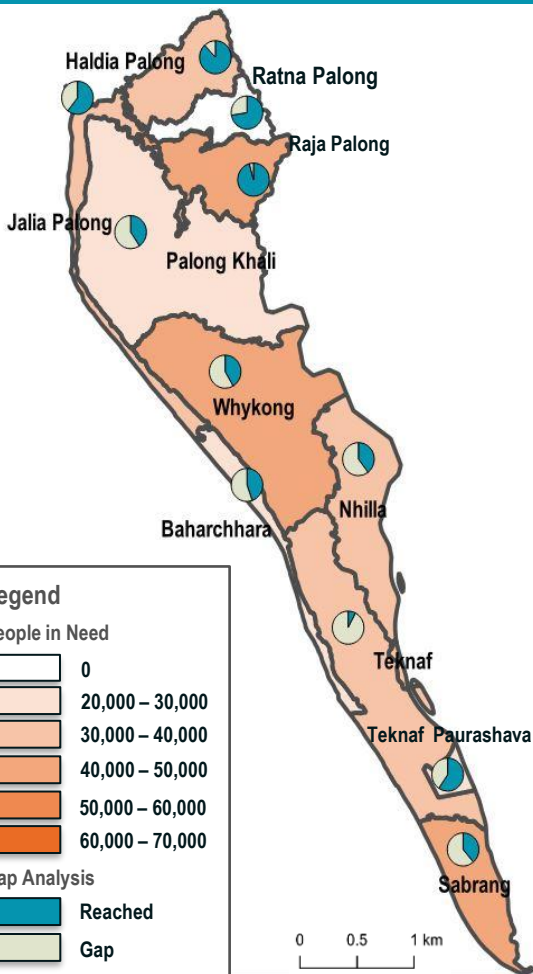 Haldia Palong
Ratna Palong
Raja Palong
Jalia Palong
Palong Khali
Whykong
Nhilla
Baharchhara
Teknaf
Teknaf Paurashava
Sabrang
egend
eople in Need
0
20,000 – 30,000
30,000 – 40,000
40,000 – 50,000
50,000 – 60,000
60,000 – 70,000
ap Analysis
Reached
Gap
0 0.5 1 km